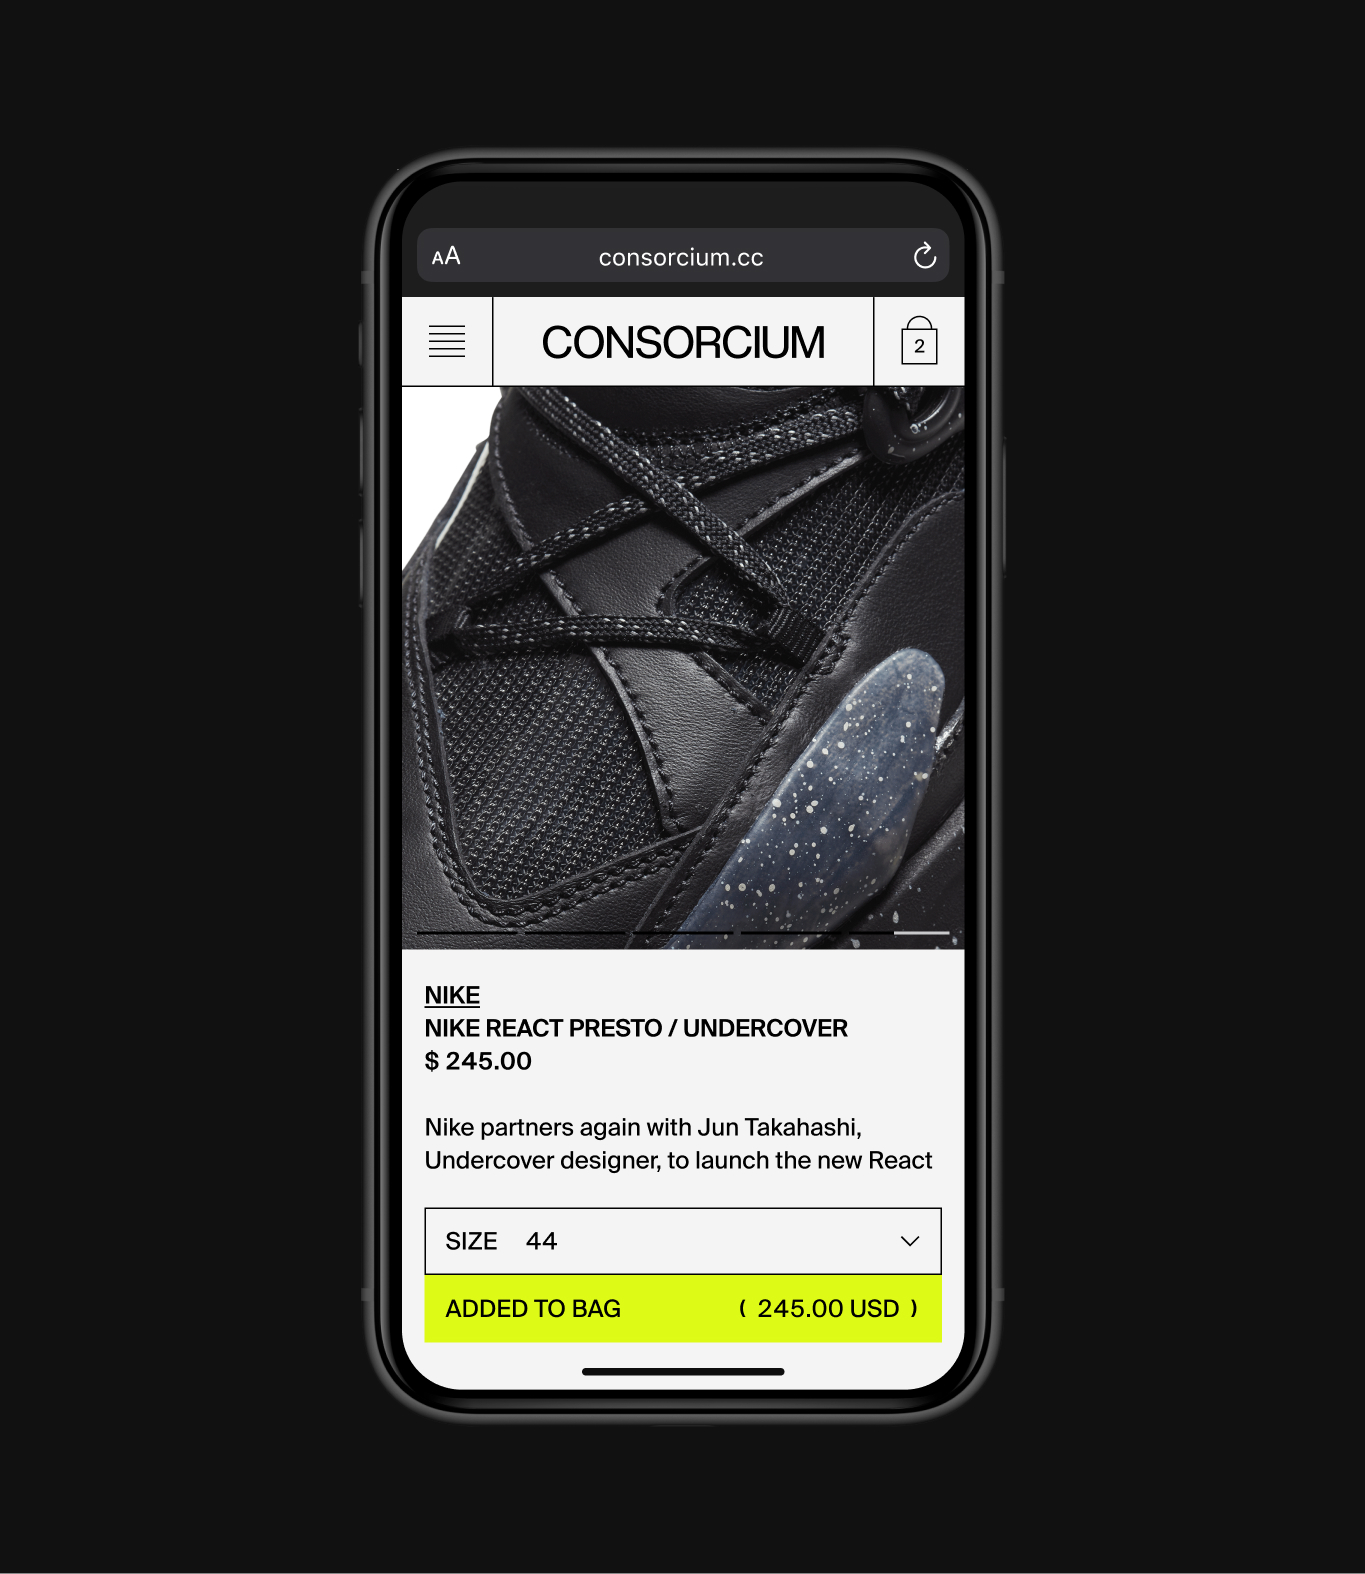 AA
consorcium.cc
CONSORCIUM
2
NIKE
NIKE REACT PRESTO / UNDERCOVER
$ 245.00
Nike partners again with Jun Takahashi,
Undercover designer, to launch the new React
SIZE 44
ADDED TO BAG ( 245.00 USD )